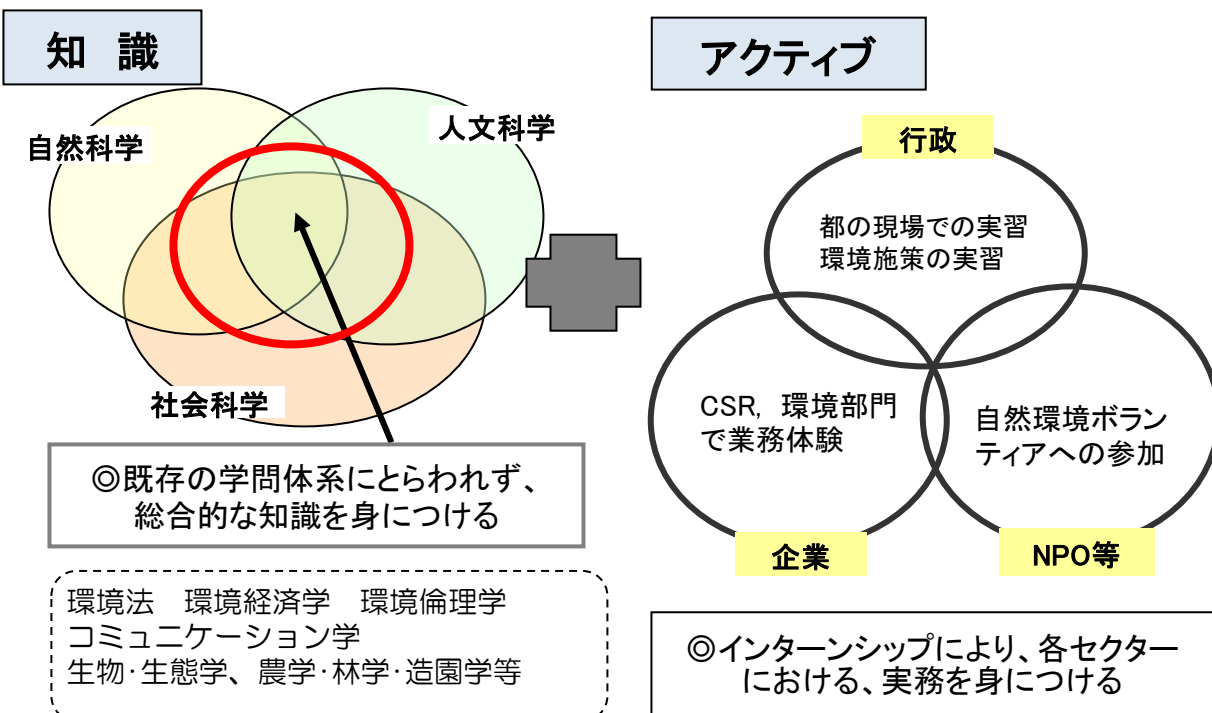 知 識
自然科学
人文科学
社会科学
◎既存の学問体系にとらわれず、
総合的な知識を身につける
環境法 環境経済学 環境倫理学
コミュニケーション学
生物･生態学、農学･林学･造園学等
アクティブ
行政
都の現場での実習
環境施策の実習
CSR, 環境部門
で業務体験
自然環境ボラン
ティアへの参加
企業
NPO等
◎インターンシップにより、各セクター
における、実務を身につける